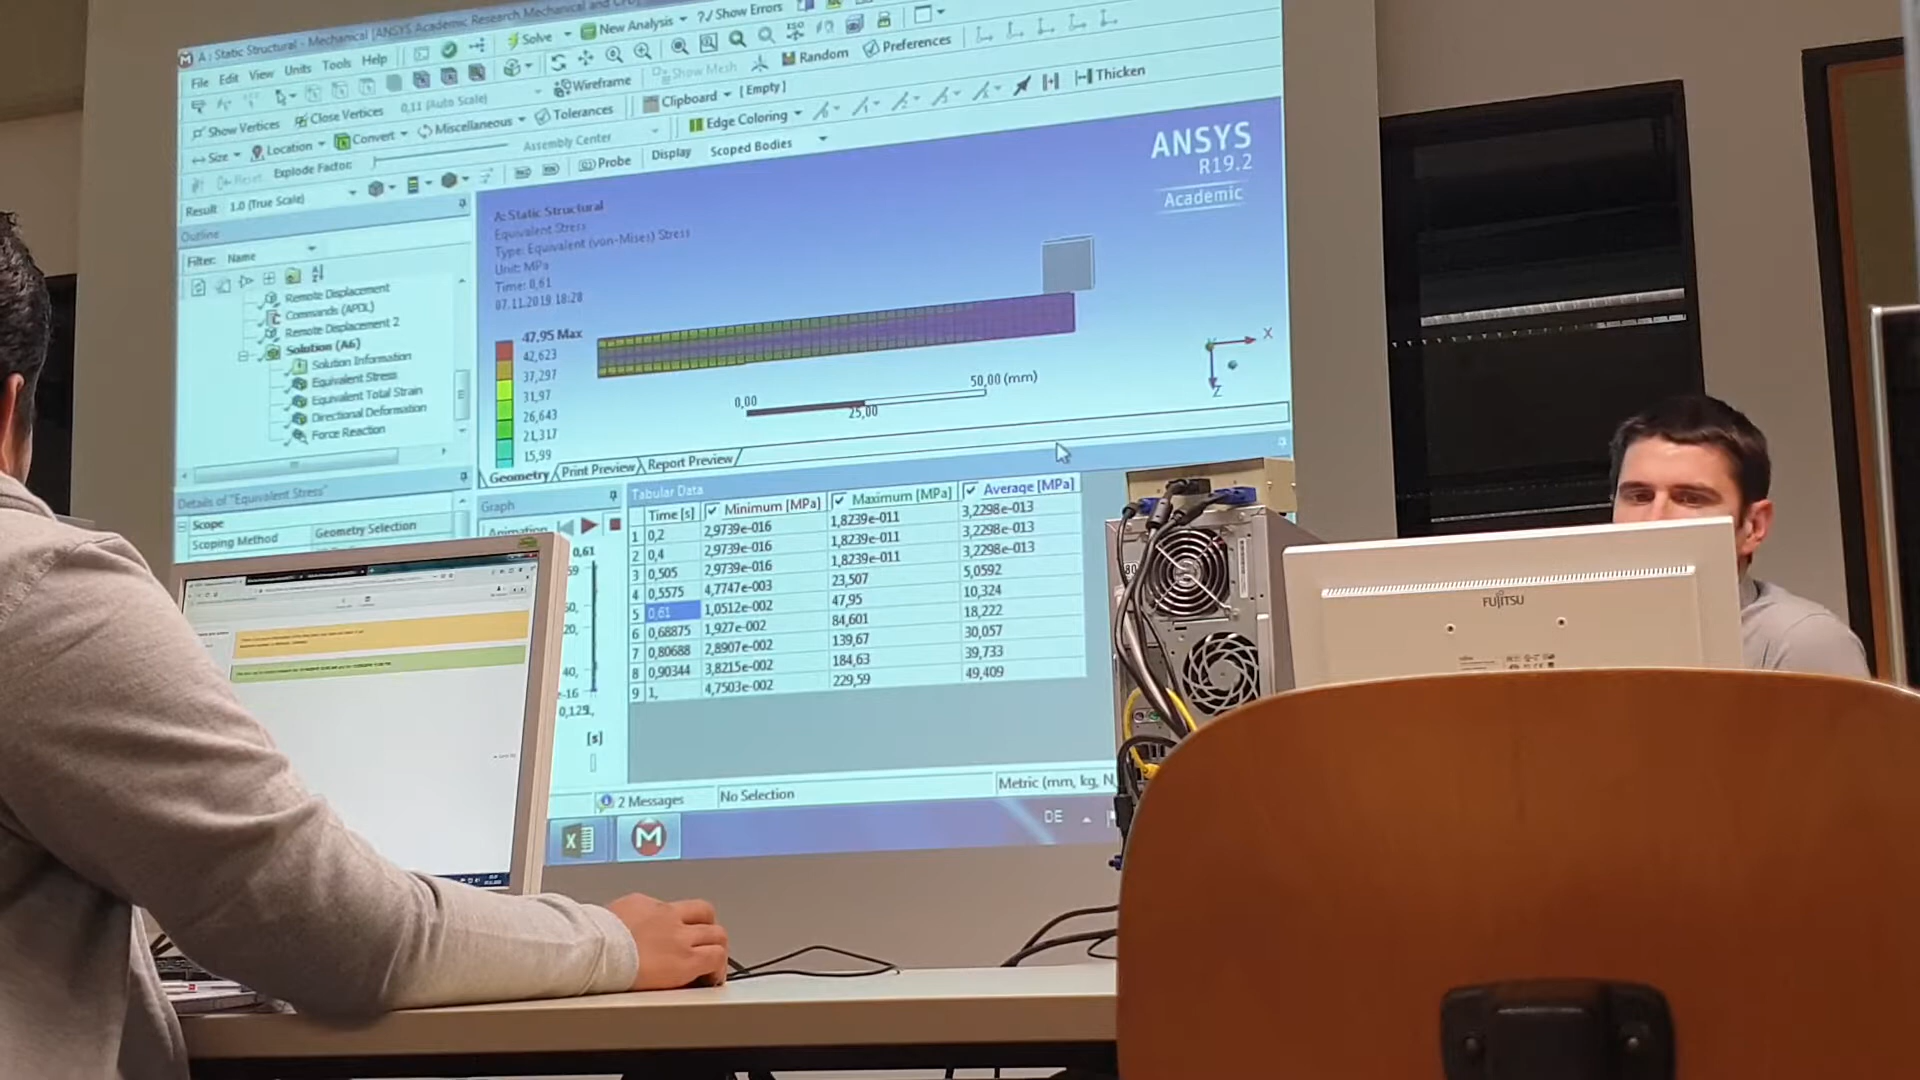 A : Static Structural - Mechanical [ANSYS Academic Research Mechanical and CFD]
File Edit View Units Tools Help
Solve New Analysis ?/ Show Errors
Wireframe Show Mesh Random Preferences
Show Vertices Close Vertices 0,11 (Auto Scale)
Clipboard [Empty] Thicken
Size Location Convert Miscellaneous Tolerances
Edge Coloring
Reset Explode Factor: Assembly Center
Result 1.0 (True Scale) Probe Display Scoped Bodies
Outline
Filter: Name
Remote Displacement
Commands (APDL)
Remote Displacement 2
Solution (A6)
Solution Information
Equivalent Stress
Equivalent Total Strain
Directional Deformation
Force Reaction
Details of "Equivalent Stress"
Scope
Scoping Method Geometry Selection
A: Static Structural
Equivalent Stress
Type: Equivalent (von-Mises) Stress
Unit: MPa
Time: 0,61
07.11.2019 18:28
47,95 Max
42,623
37,297
31,97
26,643
21,317
15,99
ANSYS
R19.2
Academic
0,00 25,00 50,00 (mm)
X
Z
Geometry Print Preview Report Preview
Graph
Animation
0,61
[s]
Tabular Data
Time [s] Minimum [MPa] Maximum [MPa] Average [MPa]
1 0,2 2,9739e-016 1,8239e-011 3,2298e-013
2 0,4 2,9739e-016 1,8239e-011 3,2298e-013
3 0,505 2,9739e-016 1,8239e-011 3,2298e-013
4 0,5575 4,7747e-003 23,507 5,0592
5 0,61 1,0512e-002 47,95 10,324
6 0,68875 1,927e-002 84,601 18,222
7 0,80688 2,8907e-002 139,67 30,057
8 0,90344 3,8215e-002 184,63 39,733
9 1, 4,7503e-002 229,59 49,409
2 Messages No Selection Metric (mm, kg, N,
DE
FUJITSU